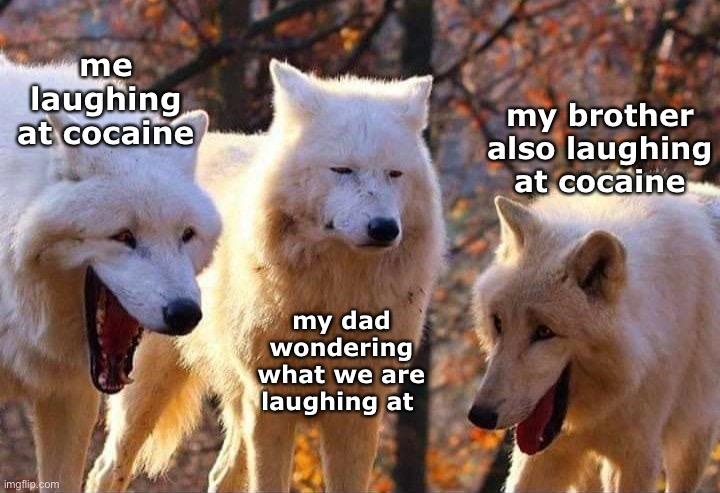 me
laughing
at cocaine
my brother
also laughing
at cocaine
my dad
wondering
what we are
laughing at
imgflip.com